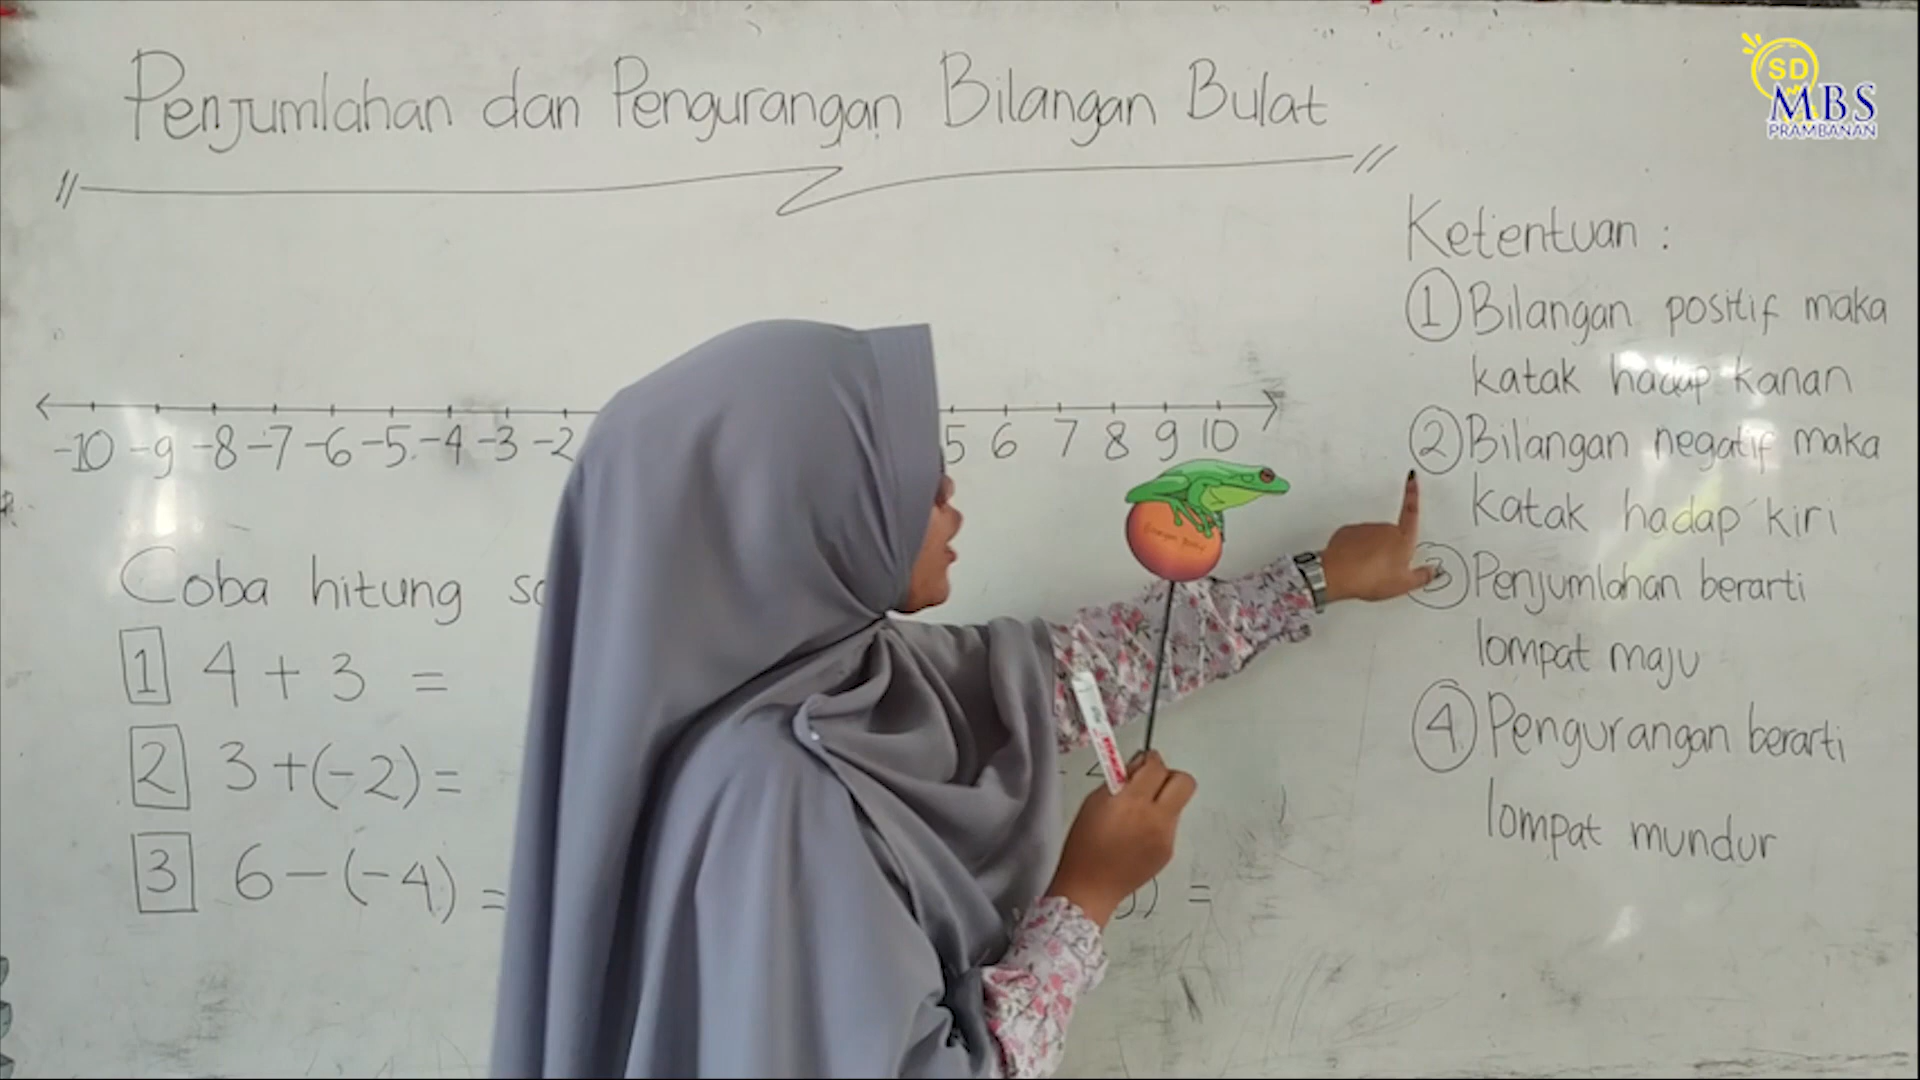 Penjumlahan dan Pengurangan Bilangan Bulat
SD
MBS
PRAMBANAN
-10 -9 -8 -7 -6 -5 -4 -3 -2 5 6 7 8 9 10
Coba hitung
1 4 + 3 =
2 3 + (-2) =
3 6 - (-4) =
) =
Ketentuan :
1 Bilangan positif maka
katak hadap kanan
2 Bilangan negatif maka
katak hadap kiri
3 Penjumlahan berarti
lompat maju
4 Pengurangan berarti
lompat mundur